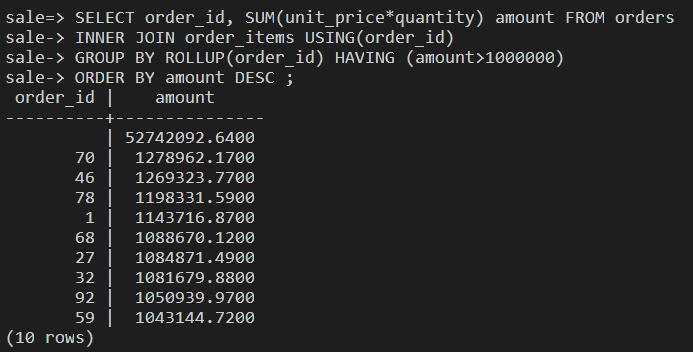 sale=> SELECT order_id, SUM(unit_price*quantity) amount FROM orders
sale-> INNER JOIN order_items USING(order_id)
sale-> GROUP BY ROLLUP(order_id) HAVING (amount>1000000)
sale-> ORDER BY amount DESC ;
 order_id |    amount
----------+---------------
          | 52742092.6400
       70 |  1278962.1700
       46 |  1269323.7700
       78 |  1198331.5900
        1 |  1143716.8700
       68 |  1088670.1200
       27 |  1084871.4900
       32 |  1081679.8800
       92 |  1050939.9700
       59 |  1043144.7200
(10 rows)